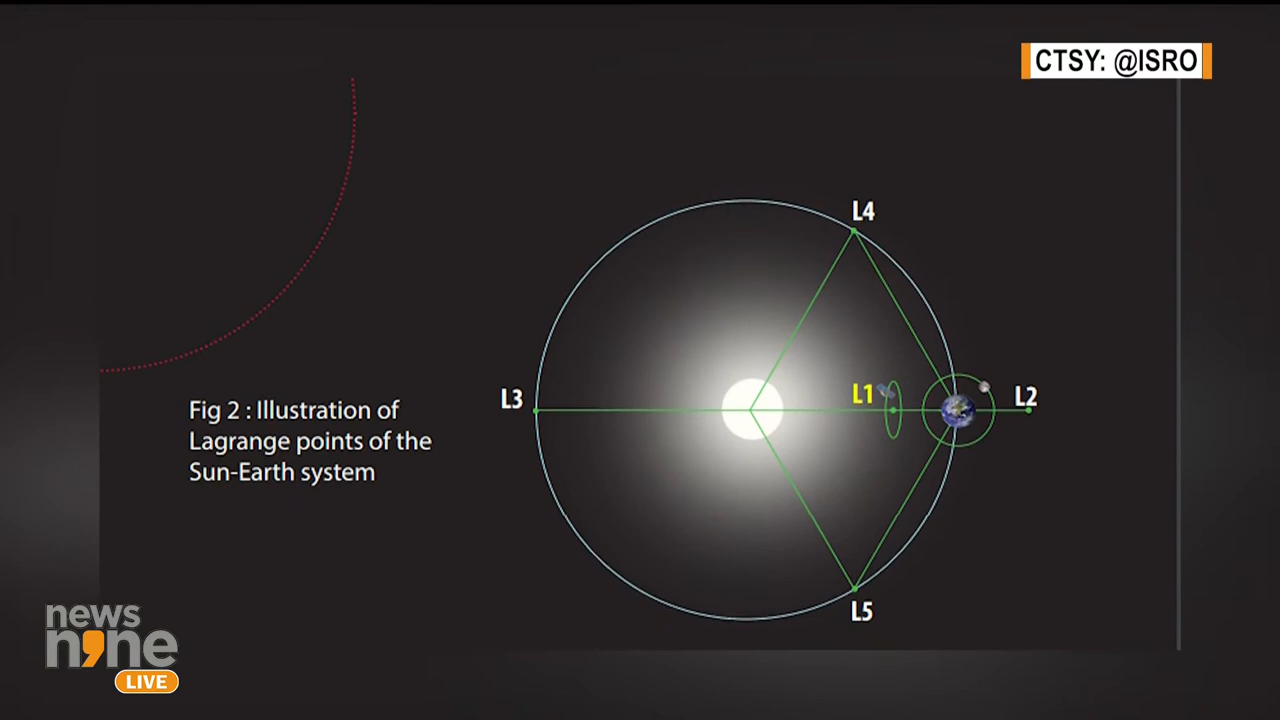 CTSY: @ISRO
L4
L3
L1
L2
Fig 2 : Illustration of
Lagrange points of the
Sun-Earth system
L5
news
n9ne
LIVE